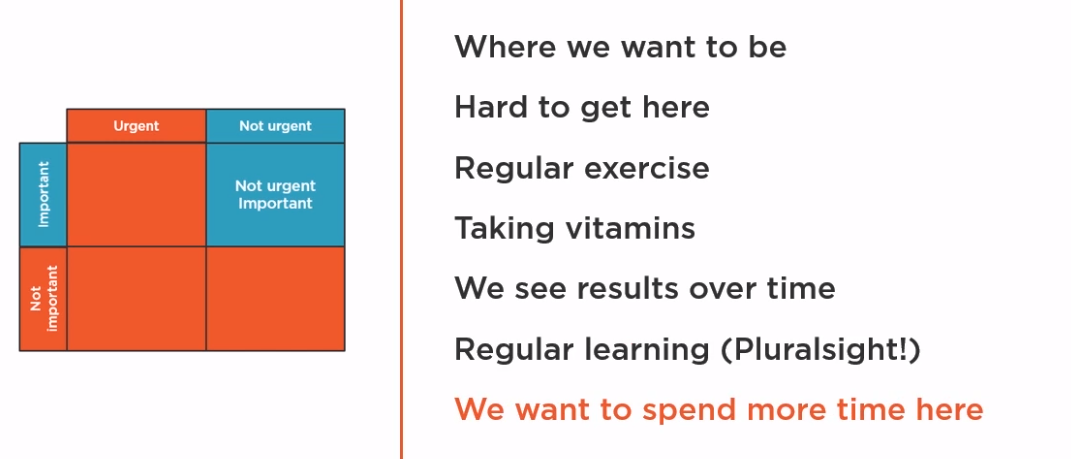 Urgent
Not urgent
Important
Not urgent
Important
Not
important
Where we want to be
Hard to get here
Regular exercise
Taking vitamins
We see results over time
Regular learning (Pluralsight!)
We want to spend more time here